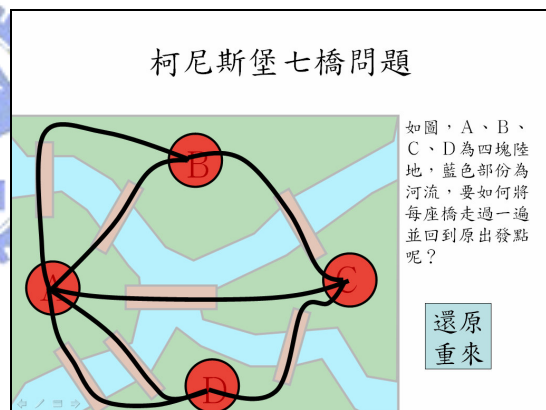 柯尼斯堡七橋問題
如圖，A、B、
C、D為四塊陸
地，藍色部份為
河流，要如何將
每座橋走過一遍
並回到原出發點
呢？
B
A
C
D
還原
重來